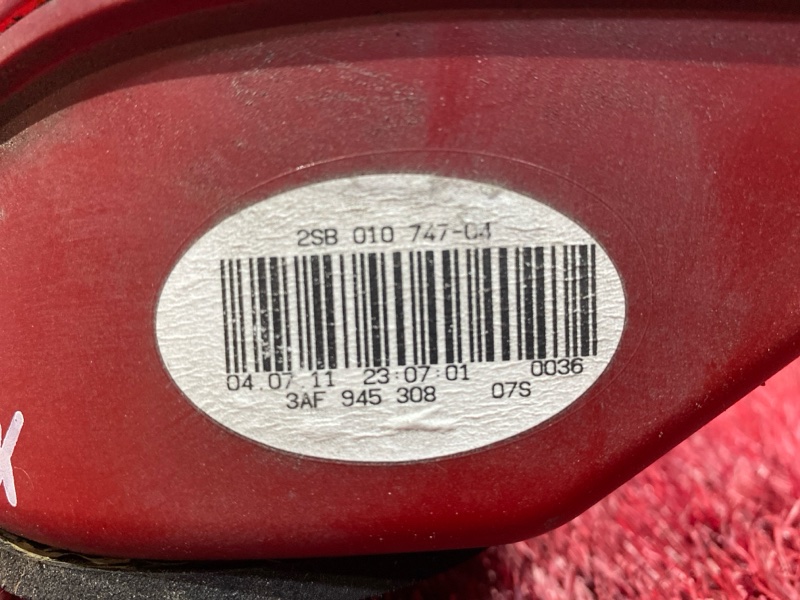 2SB 010 747-04
04.07.11 23:07:01 0036
3AF 945 308 07S
X